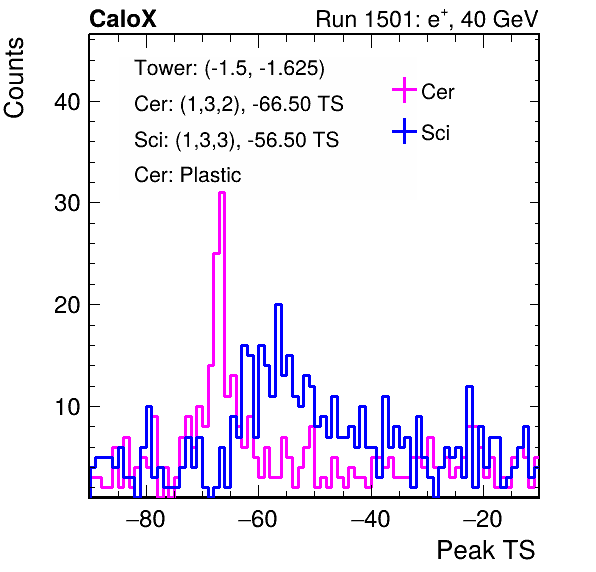 CaloX Run 1501: e⁺, 40 GeV
Counts
Tower: (-1.5, -1.625)
Cer: (1,3,2), -66.50 TS
Sci: (1,3,3), -56.50 TS
Cer: Plastic
Cer
Sci
40
30
20
10
−80 −60 −40 −20
Peak TS